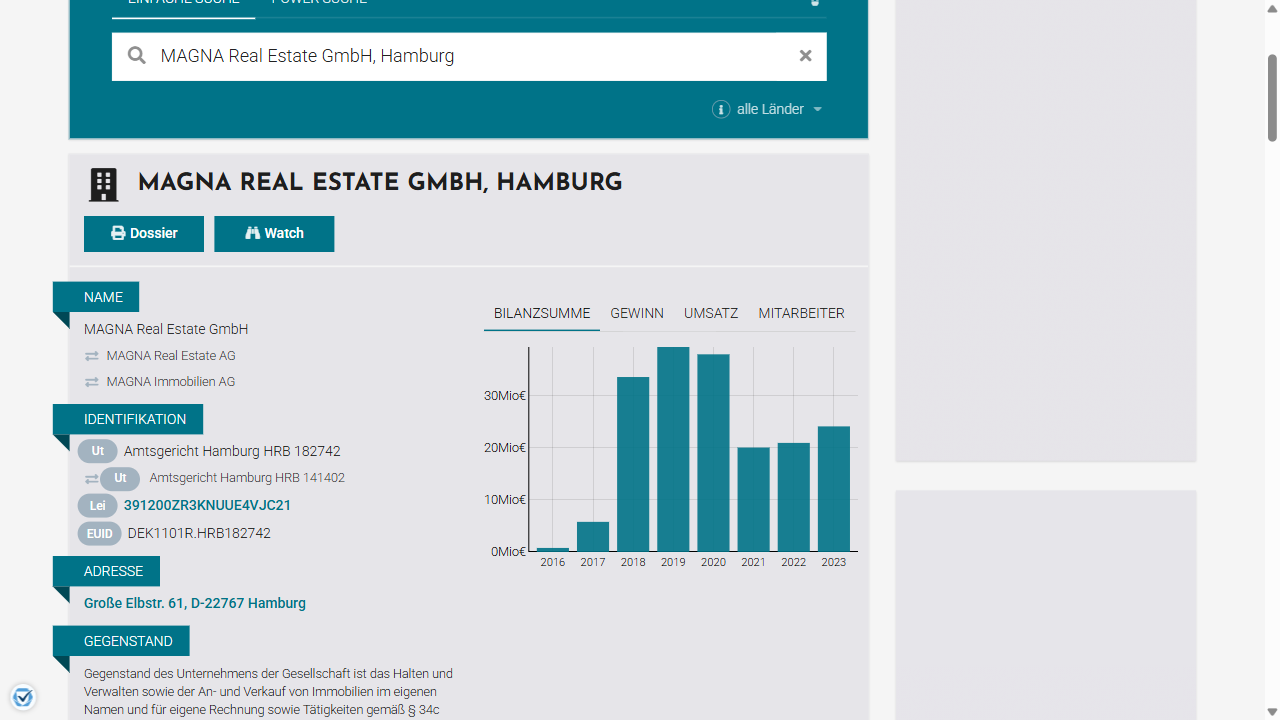 EINFACHE SUCHE POWER SUCHE
MAGNA Real Estate GmbH, Hamburg
alle Länder
MAGNA REAL ESTATE GMBH, HAMBURG
Dossier Watch
NAME
MAGNA Real Estate GmbH
MAGNA Real Estate AG
MAGNA Immobilien AG
IDENTIFIKATION
Ut Amtsgericht Hamburg HRB 182742
Ut Amtsgericht Hamburg HRB 141402
Lei 391200ZR3KNUUE4VJC21
EUID DEK1101R.HRB182742
ADRESSE
Große Elbstr. 61, D-22767 Hamburg
GEGENSTAND
Gegenstand des Unternehmens der Gesellschaft ist das Halten und
Verwalten sowie der An- und Verkauf von Immobilien im eigenen
Namen und für eigene Rechnung sowie Tätigkeiten gemäß § 34c
BILANZSUMME GEWINN UMSATZ MITARBEITER
30Mio€
20Mio€
10Mio€
0Mio€
2016 2017 2018 2019 2020 2021 2022 2023